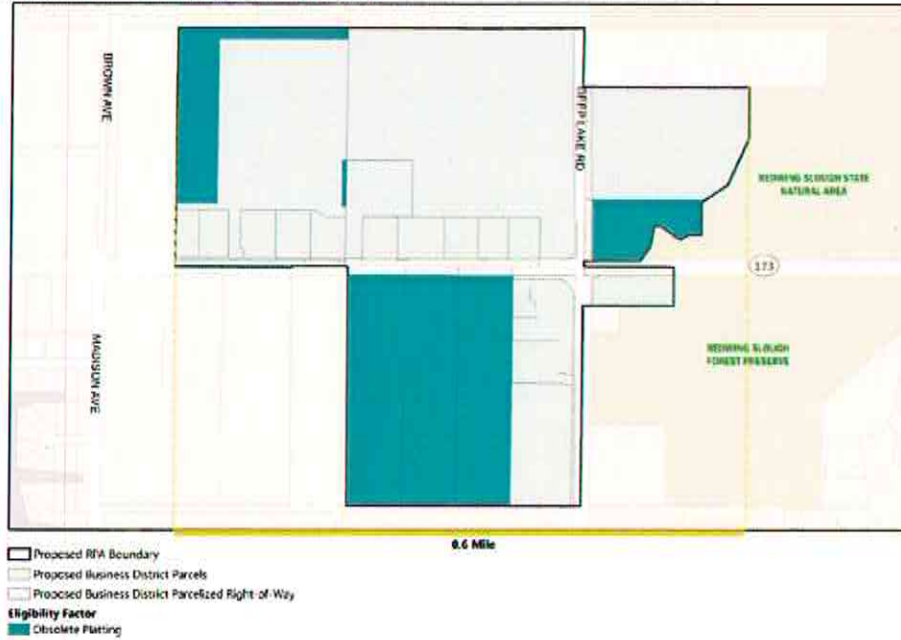 BROWN AVE
DEEP LAKE RD
REDWING SLOUGH STATE
NATURAL AREA
173
MADISON AVE
REDWING SLOUGH
FOREST PRESERVE
0.6 Mile
Proposed RPA Boundary
Proposed Business District Parcels
Proposed Business District Parcelized Right-of-Way
Eligibility Factor
Obsolete Platting